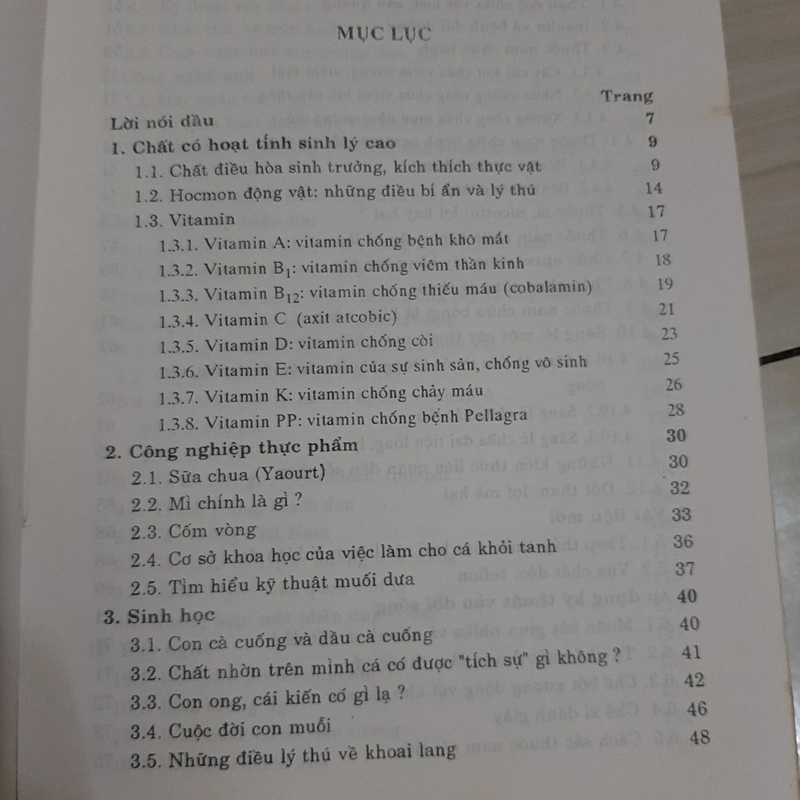 MỤC LỤC
Trang
Lời nói đầu 7
1. Chất có hoạt tính sinh lý cao 9
1.1. Chất điều hòa sinh trưởng, kích thích thực vật 9
1.2. Hocmon động vật: những điều bí ẩn và lý thú 14
1.3. Vitamin 17
1.3.1. Vitamin A: vitamin chống bệnh khô mắt 17
1.3.2. Vitamin B1: vitamin chống viêm thần kinh 18
1.3.3. Vitamin B12: vitamin chống thiếu máu (cobalamin) 19
1.3.4. Vitamin C (axit atcobic) 21
1.3.5. Vitamin D: vitamin chống còi 23
1.3.6. Vitamin E: vitamin của sự sinh sản, chống vô sinh 25
1.3.7. Vitamin K: vitamin chống chảy máu 26
1.3.8. Vitamin PP: vitamin chống bệnh Pellagra 28
2. Công nghiệp thực phẩm 30
2.1. Sữa chua (Yaourt) 30
2.2. Mì chính là gì ? 32
2.3. Cốm vòng 33
2.4. Cơ sở khoa học của việc làm cho cá khỏi tanh 36
2.5. Tìm hiểu kỹ thuật muối dưa 37
3. Sinh học 40
3.1. Con cà cuống và dầu cà cuống 40
3.2. Chất nhờn trên mình cá có được "tích sự" gì không ? 41
3.3. Con ong, cái kiến có gì lạ ? 42
3.4. Cuộc đời con muỗi 46
3.5. Những điều lý thú về khoai lang 48